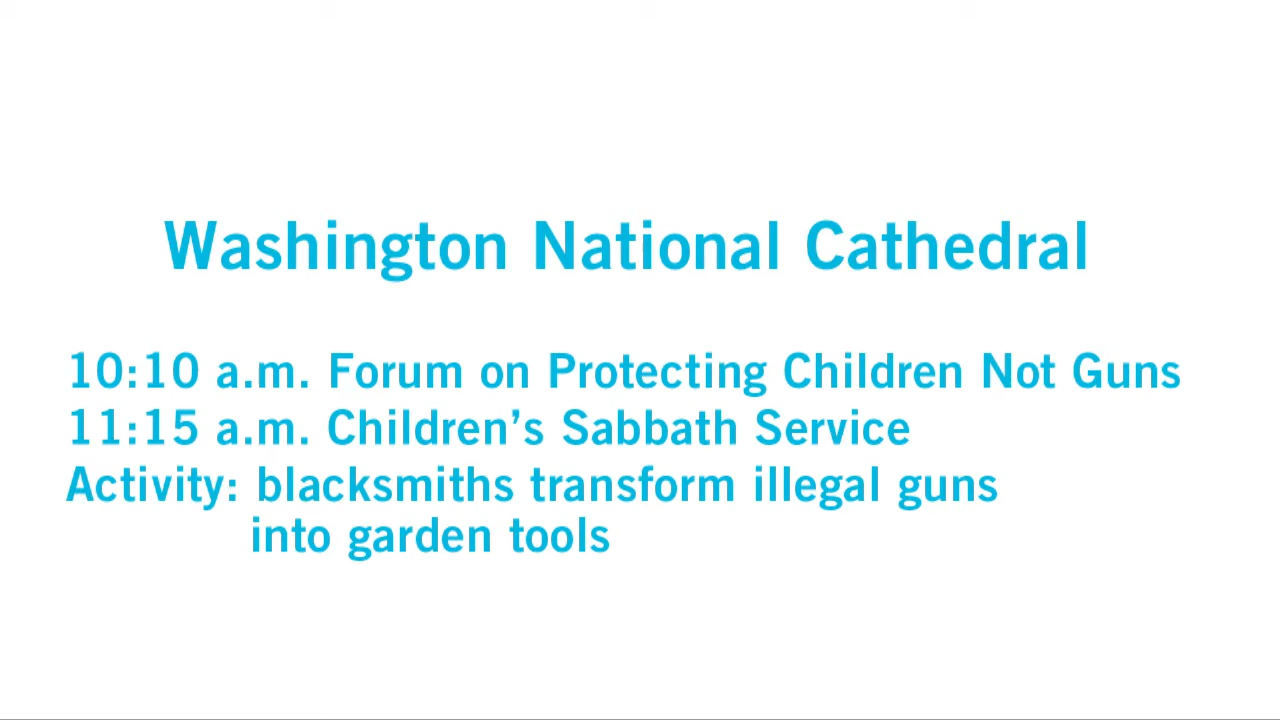 Washington National Cathedral
10:10 a.m. Forum on Protecting Children Not Guns
11:15 a.m. Children’s Sabbath Service
Activity: blacksmiths transform illegal guns
into garden tools